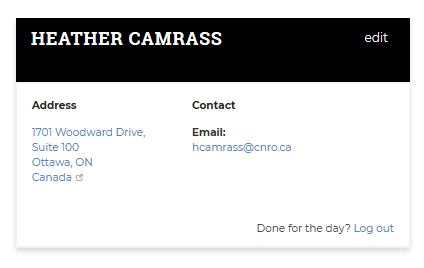 HEATHER CAMRASS
edit
Address
1701 Woodward Drive,
Suite 100
Ottawa, ON
Canada
Contact
Email:
hcamrass@cnro.ca
Done for the day? Log out